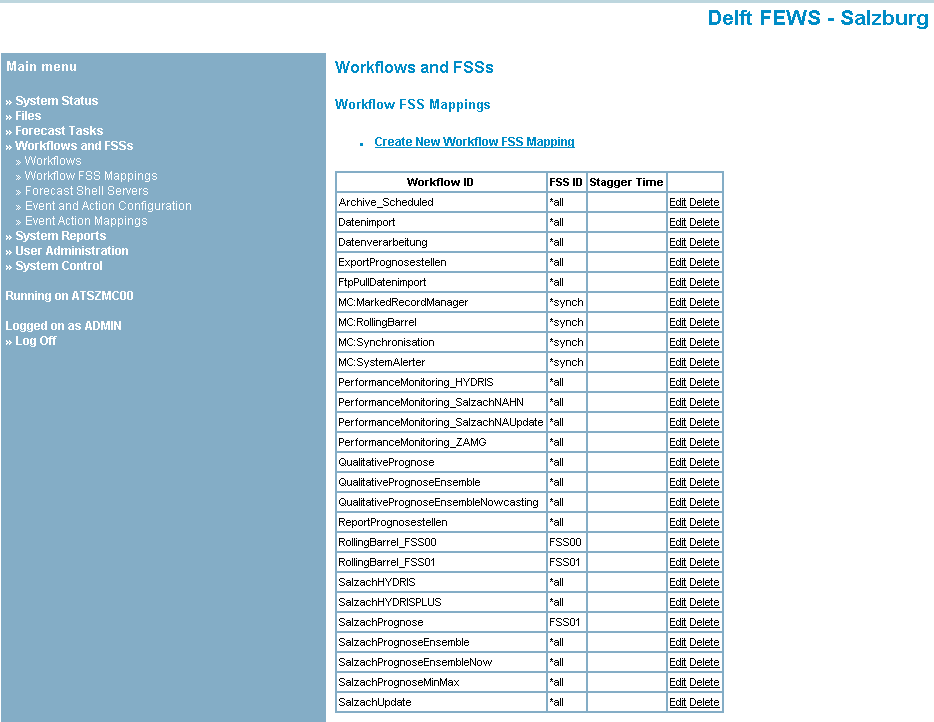 Delft FEWS - Salzburg
Main menu
» System Status
» Files
» Forecast Tasks
» Workflows and FSSs
» Workflows
» Workflow FSS Mappings
» Forecast Shell Servers
» Event and Action Configuration
» Event Action Mappings
» System Reports
» User Administration
» System Control
Running on ATSZMC00
Logged on as ADMIN
» Log Off
Workflows and FSSs
Workflow FSS Mappings
Create New Workflow FSS Mapping
Workflow ID FSS ID Stagger Time
Archive_Scheduled *all Edit Delete
Datenimport *all Edit Delete
Datenverarbeitung *all Edit Delete
ExportPrognosestellen *all Edit Delete
FtpPullDatenimport *all Edit Delete
MC:MarkedRecordManager *synch Edit Delete
MC:RollingBarrel *synch Edit Delete
MC:Synchronisation *synch Edit Delete
MC:SystemAlerter *synch Edit Delete
PerformanceMonitoring_HYDRIS *all Edit Delete
PerformanceMonitoring_SalzachNAHN *all Edit Delete
PerformanceMonitoring_SalzachNAUpdate *all Edit Delete
PerformanceMonitoring_ZAMG *all Edit Delete
QualitativePrognose *all Edit Delete
QualitativePrognoseEnsemble *all Edit Delete
QualitativePrognoseEnsembleNowcasting *all Edit Delete
ReportPrognosestellen *all Edit Delete
RollingBarrel_FSS00 FSS00 Edit Delete
RollingBarrel_FSS01 FSS01 Edit Delete
SalzachHYDRIS *all Edit Delete
SalzachHYDRISPLUS *all Edit Delete
SalzachPrognose FSS01 Edit Delete
SalzachPrognoseEnsemble *all Edit Delete
SalzachPrognoseEnsembleNow *all Edit Delete
SalzachPrognoseMinMax *all Edit Delete
SalzachUpdate *all Edit Delete